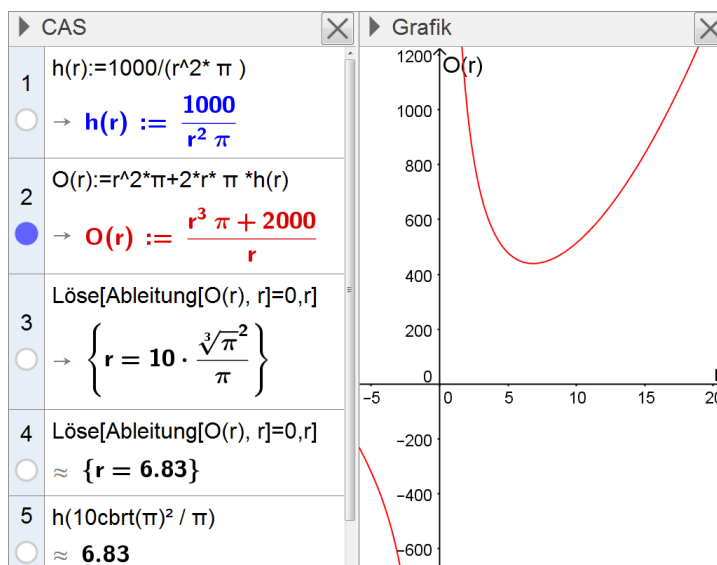 CAS
1
h(r):=1000/(r^2* π )
→ h(r) := 1000 / r² π
2
O(r):=r^2*π+2*r* π *h(r)
→ O(r) := r³ π + 2000 / r
3
Löse[Ableitung[O(r), r]=0,r]
→ {r = 10 · ∛π² / π}
4
Löse[Ableitung[O(r), r]=0,r]
≈ {r = 6.83}
5
h(10cbrt(π)² / π)
≈ 6.83
Grafik
O(r)
1200
1000
800
600
400
200
0
−5
0
5
10
15
20
−200
−400
−600